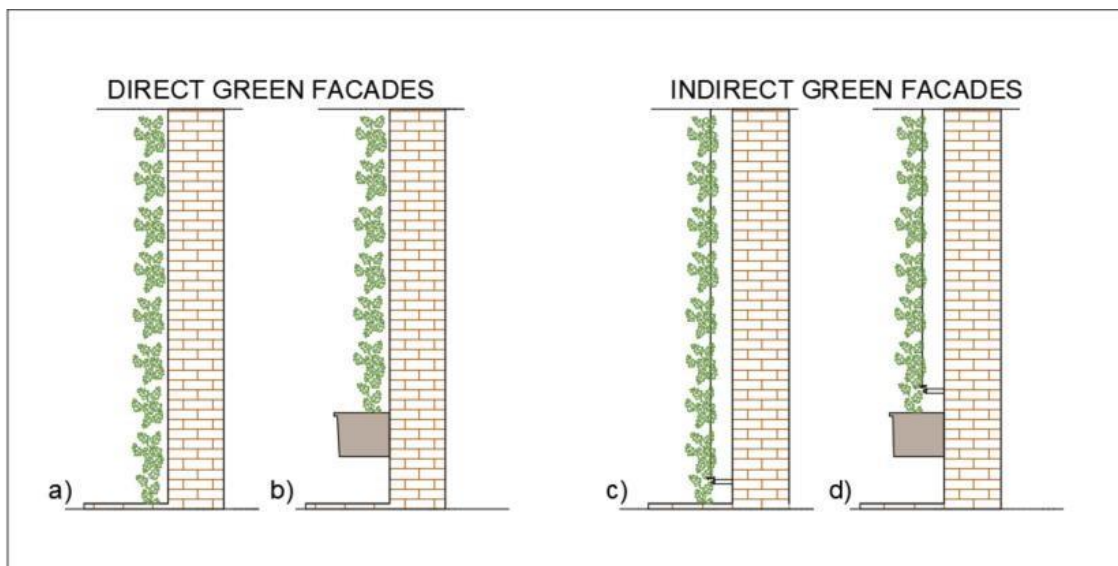 DIRECT GREEN FACADES
INDIRECT GREEN FACADES
a)
b)
c)
d)